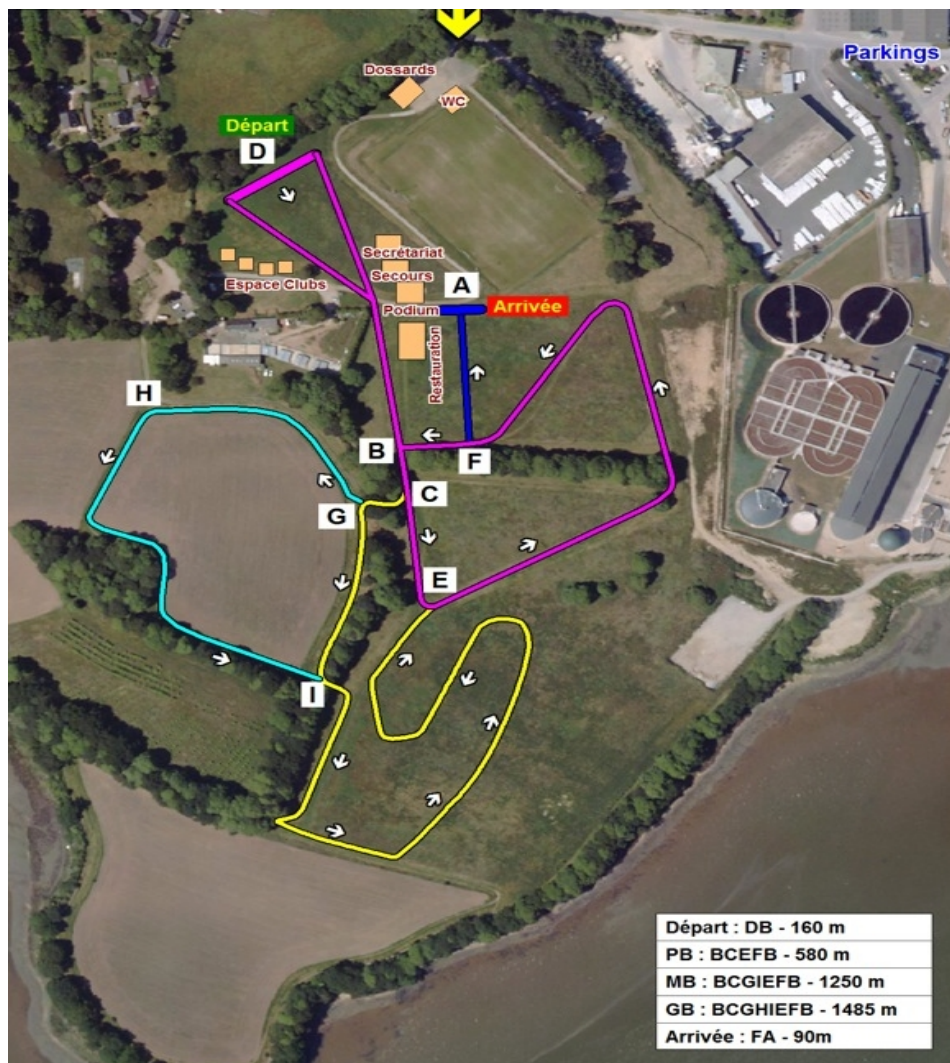 Parkings
Dossards
WC
Départ
D
Secrétariat
Secours
Espace Clubs
A
Podium
Arrivée
Restauration
H
B
F
C
G
E
I
Départ : DB - 160 m
PB : BCEFB - 580 m
MB : BCGIEFB - 1250 m
GB : BCGHIEFB - 1485 m
Arrivée : FA - 90m